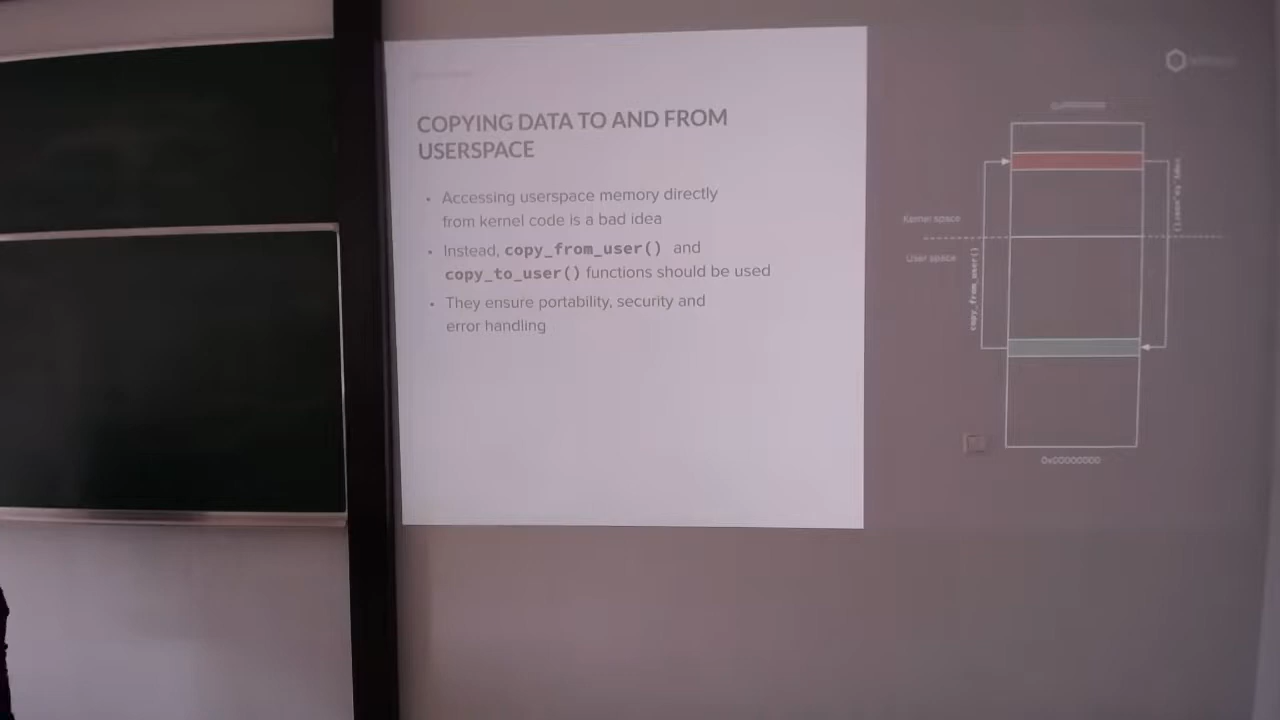 COPYING DATA TO AND FROM
USERSPACE
• Accessing userspace memory directly
from kernel code is a bad idea
• Instead, copy_from_user() and
copy_to_user() functions should be used
• They ensure portability, security and
error handling
Kernel space
User space
copy_from_user()
0x00000000